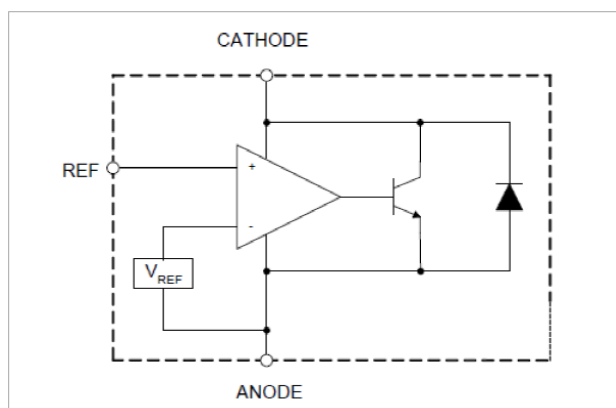 CATHODE
REF
+
-
VREF
ANODE